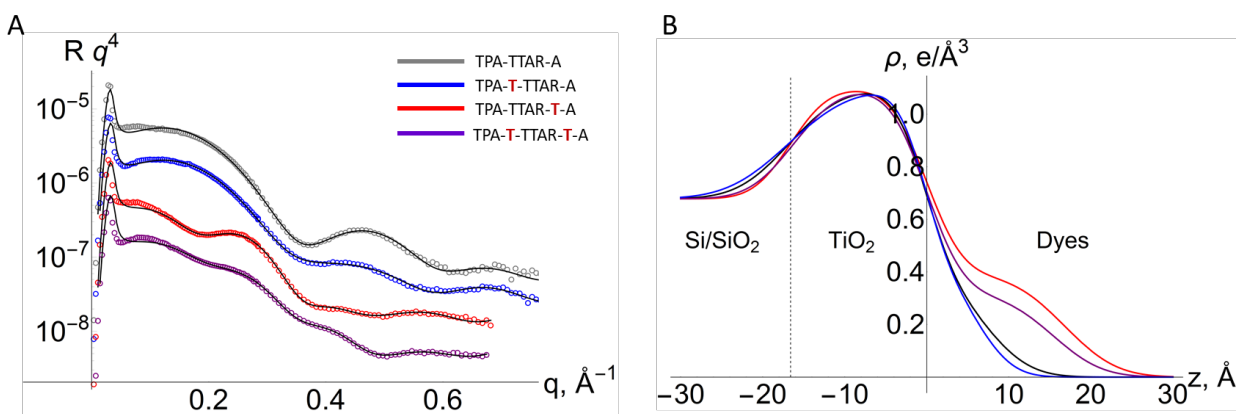 A
R q⁴
10⁻⁵
10⁻⁶
10⁻⁷
10⁻⁸
0.2 0.4 0.6
q, Å⁻¹
TPA-TTAR-A
TPA-T-TTAR-A
TPA-TTAR-T-A
TPA-T-TTAR-T-A
B
ρ, e/Å³
1.0
0.8
0.6
0.4
0.2
Si/SiO₂ TiO₂ Dyes
−30 −20 −10 10 20 30 z, Å